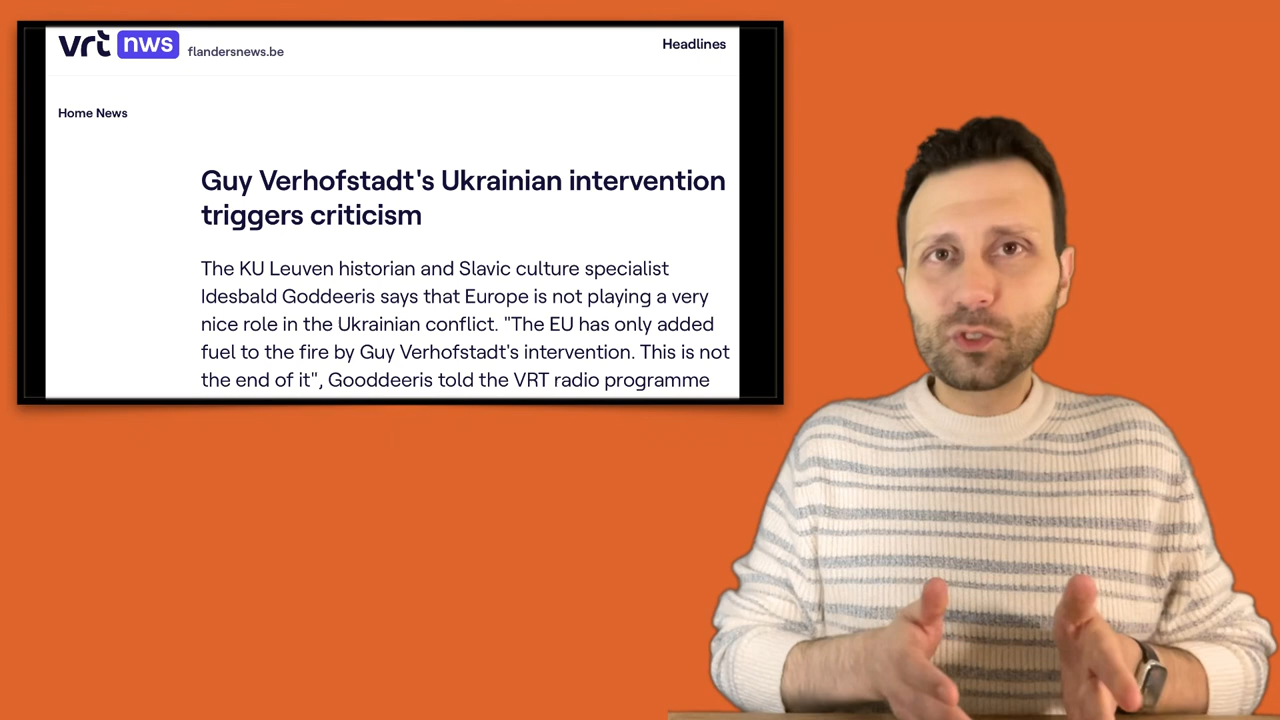 vrt nws flandersnews.be
Headlines
Home News
Guy Verhofstadt's Ukrainian intervention
triggers criticism
The KU Leuven historian and Slavic culture specialist
Idesbald Goddeeris says that Europe is not playing a very
nice role in the Ukrainian conflict. "The EU has only added
fuel to the fire by Guy Verhofstadt's intervention. This is not
the end of it", Gooddeeris told the VRT radio programme